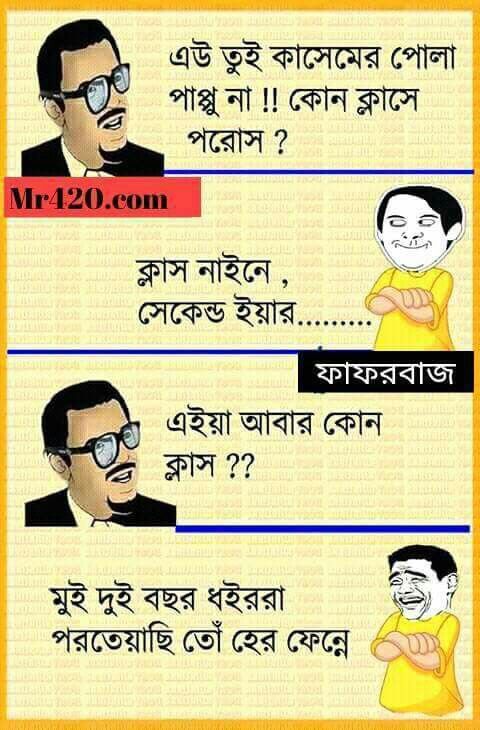 এউ তুই কাসেমের পোলা
পাপ্পু না !! কোন ক্লাসে
পরোস ?
Mr420.com
ক্লাস নাইনে ,
সেকেন্ড ইয়ার.........
ফাফরবাজ
এইয়া আবার কোন
ক্লাস ??
মুই দুই বছর ধইররা
পরতেয়াছি তোঁ হের ফেন্নে